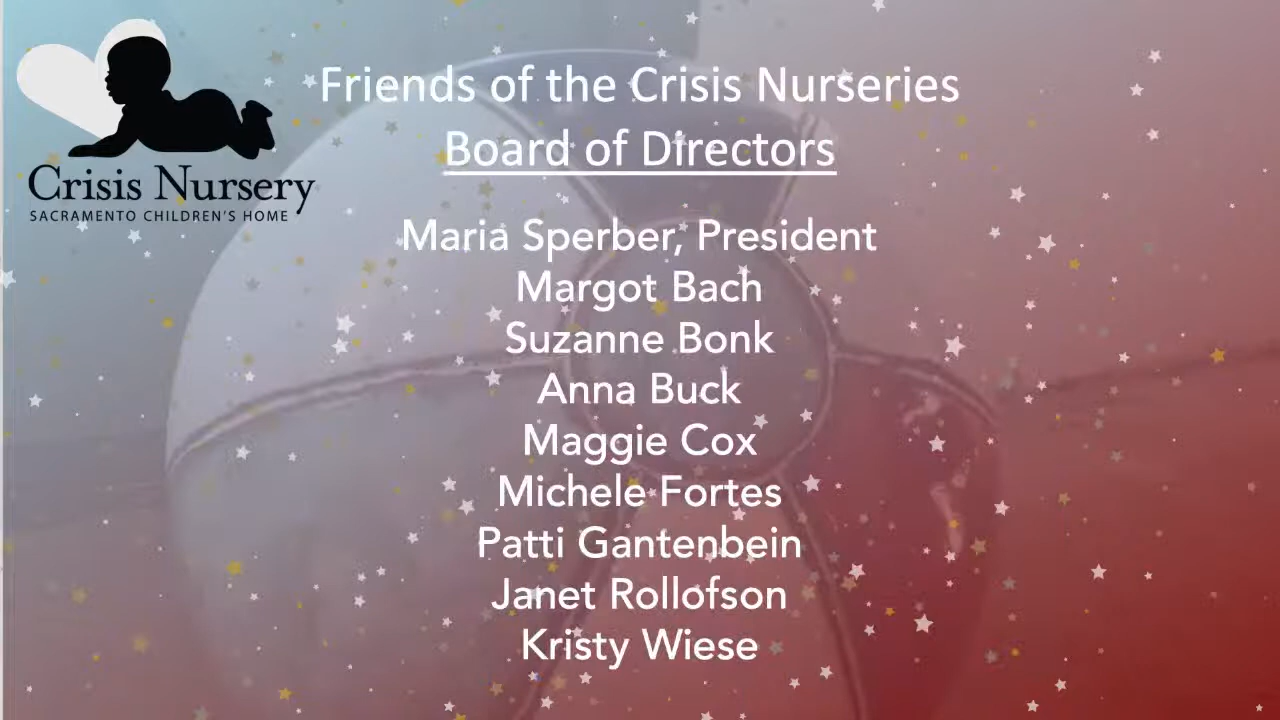 Crisis Nursery
SACRAMENTO CHILDREN'S HOME
Friends of the Crisis Nurseries
Board of Directors
Maria Sperber, President
Margot Bach
Suzanne Bonk
Anna Buck
Maggie Cox
Michele Fortes
Patti Gantenbein
Janet Rollofson
Kristy Wiese